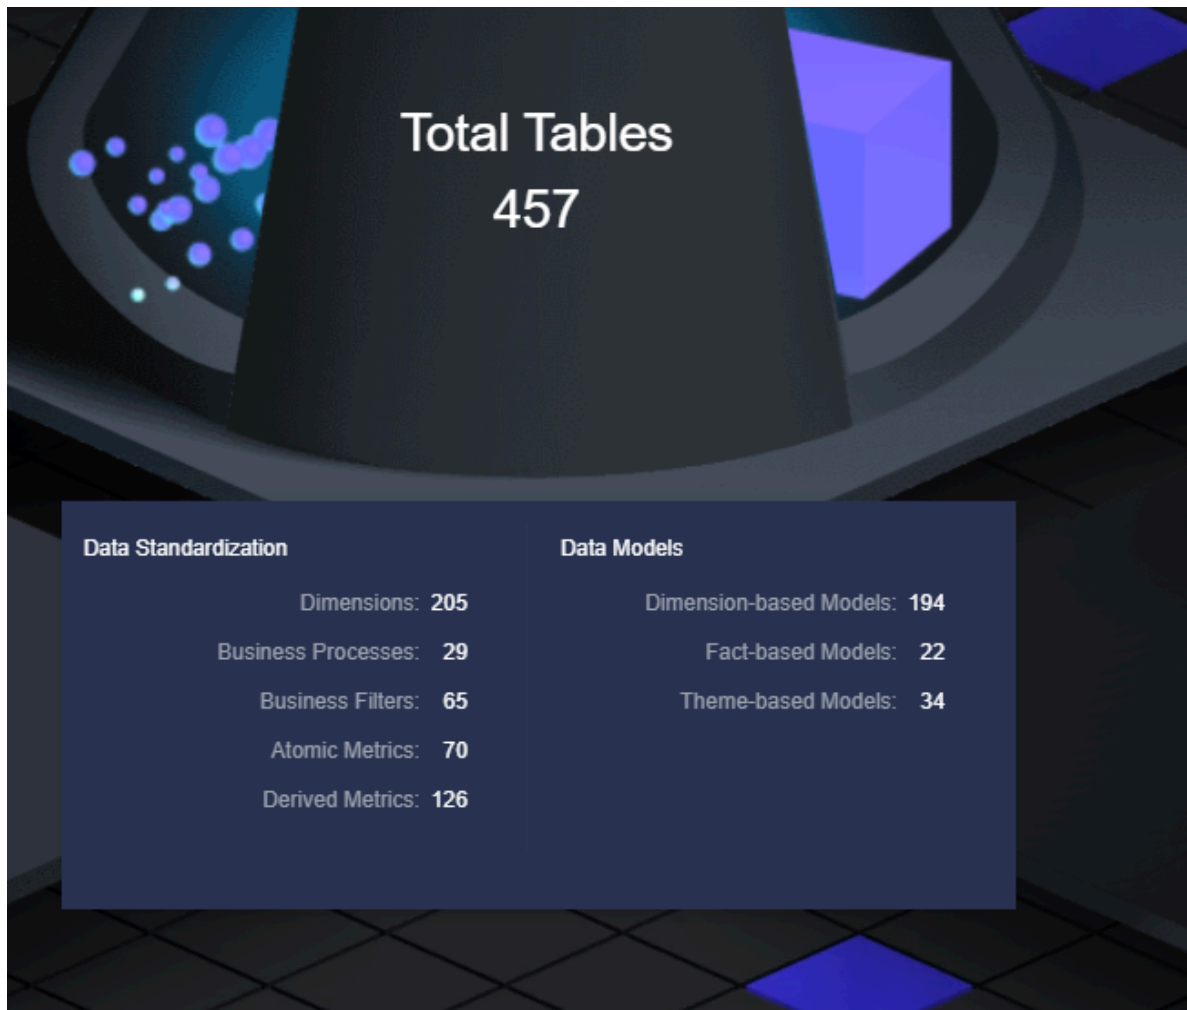 Total Tables
457
Data Standardization
Dimensions: 205
Business Processes: 29
Business Filters: 65
Atomic Metrics: 70
Derived Metrics: 126
Data Models
Dimension-based Models: 194
Fact-based Models: 22
Theme-based Models: 34